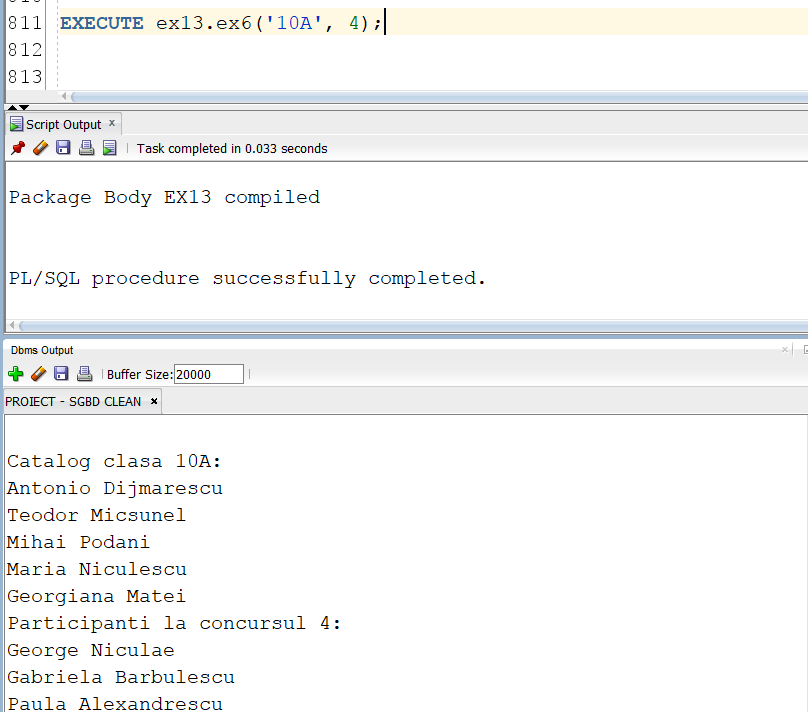 811 EXECUTE ex13.ex6('10A', 4);
812
813
Script Output ×
Task completed in 0.033 seconds
Package Body EX13 compiled
PL/SQL procedure successfully completed.
Dbms Output
Buffer Size: 20000
PROIECT - SGBD CLEAN ×
Catalog clasa 10A:
Antonio Dijmarescu
Teodor Micsunel
Mihai Podani
Maria Niculescu
Georgiana Matei
Participanti la concursul 4:
George Niculae
Gabriela Barbulescu
Paula Alexandrescu